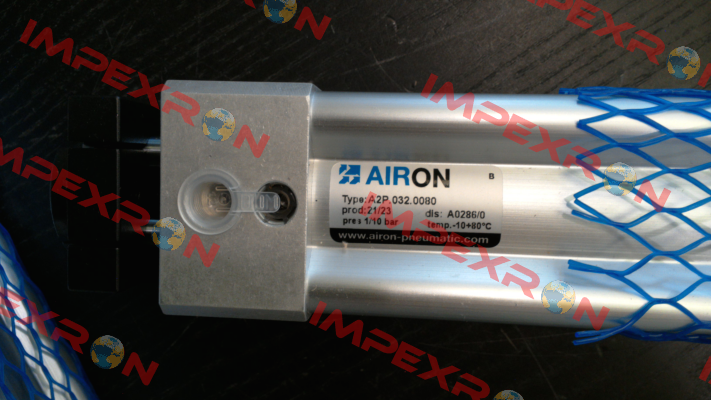 IMPEXRON
IMPEXRON
IMPEXRON
AIRON
B
Type: A2P.032.0080
prod: 21/23 dis: A0286/0
pres 1/10 bar temp.-10+80°C
www.airon-pneumatic.com
IMPEXRON
IMPEXRON
IMPEXRON
IMPEXRON